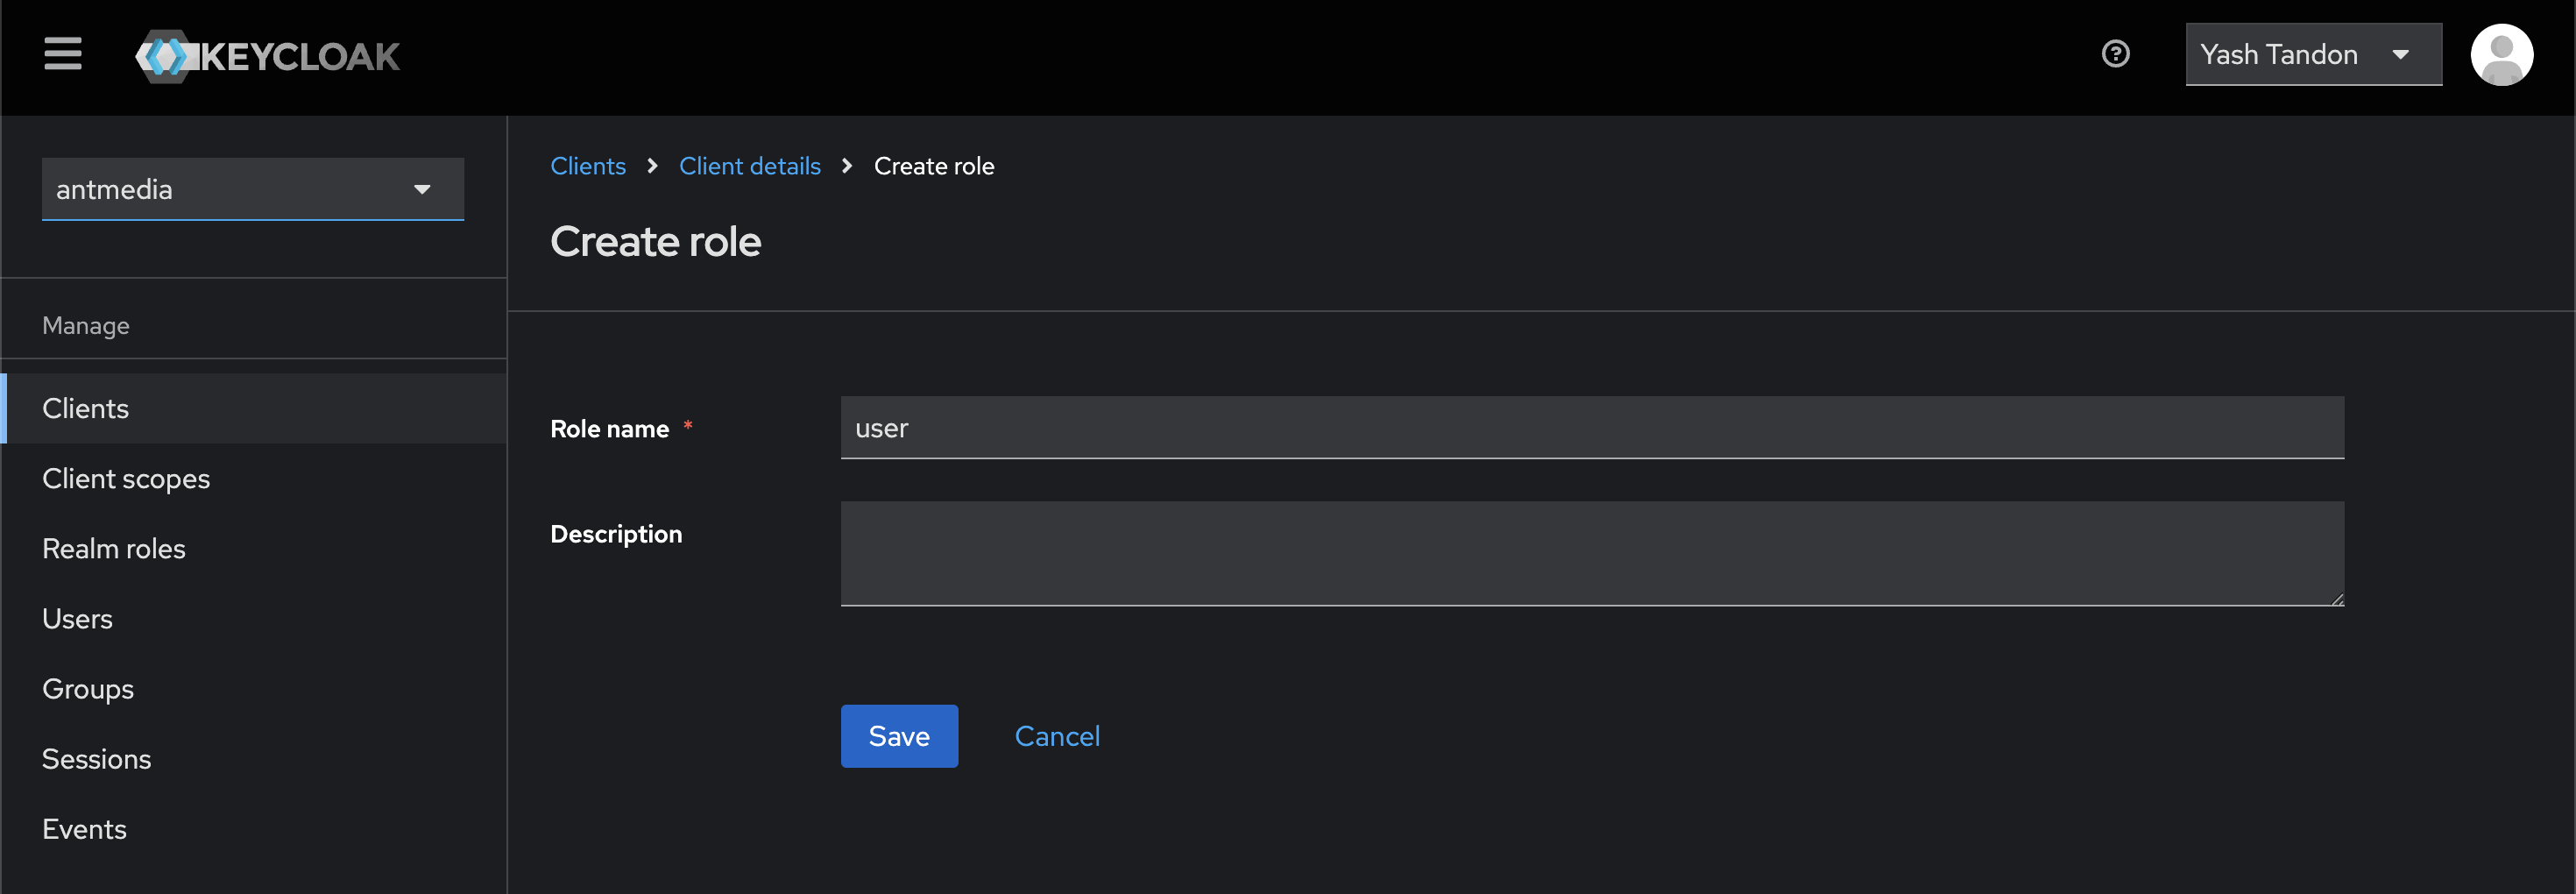 KEYCLOAK
Yash Tandon
antmedia
Manage
Clients
Client scopes
Realm roles
Users
Groups
Sessions
Events
Clients > Client details > Create role
Create role
Role name *
user
Description
Save
Cancel